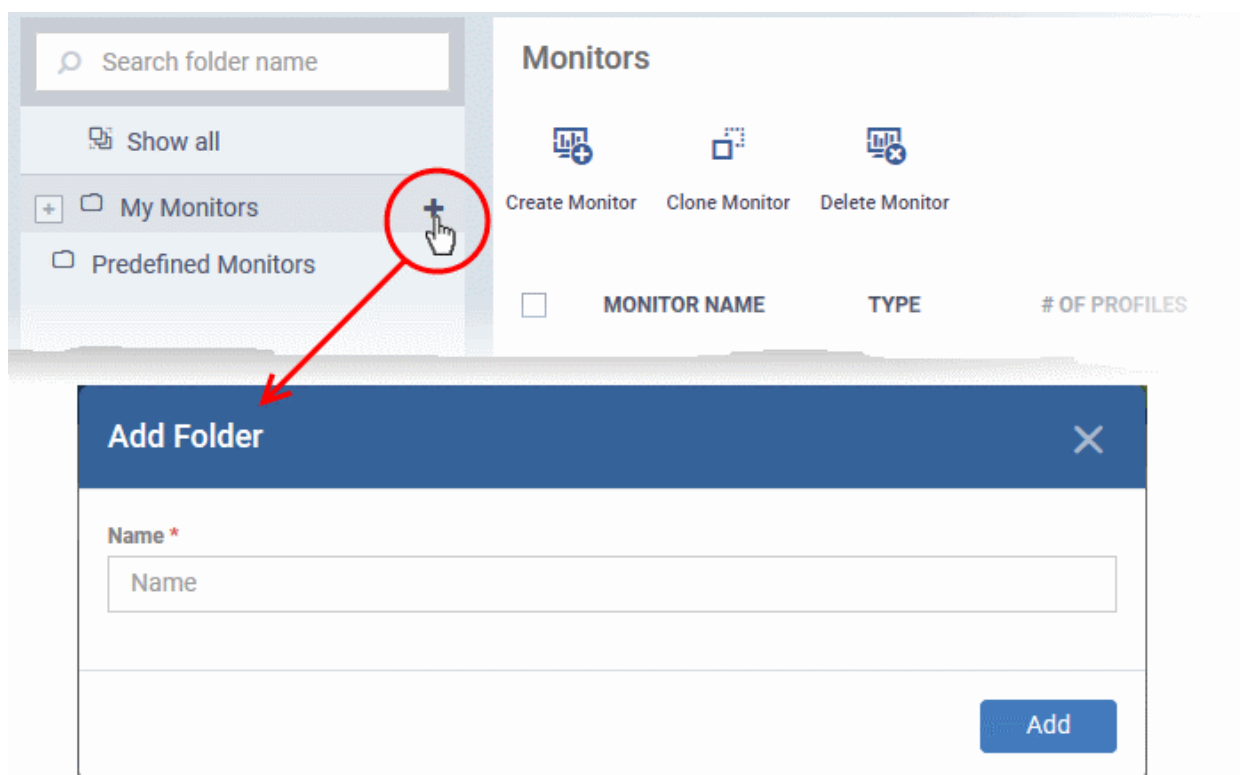 Search folder name
Show all
My Monitors
Predefined Monitors
Monitors
Create Monitor Clone Monitor Delete Monitor
MONITOR NAME TYPE # OF PROFILES
Add Folder
Name *
Name
Add